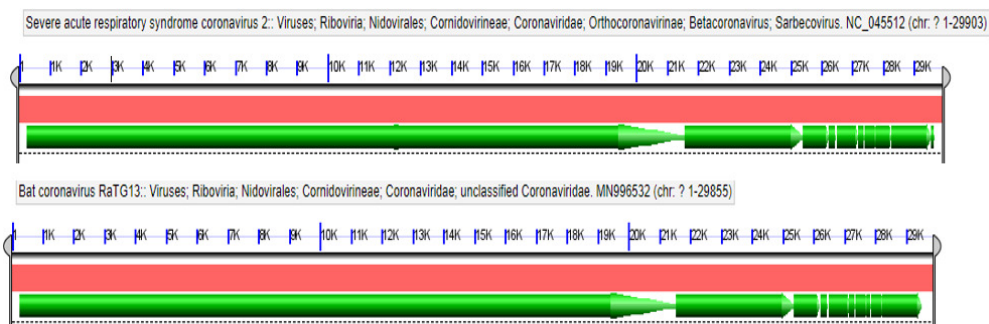 Severe acute respiratory syndrome coronavirus 2:: Viruses; Riboviria; Nidovirales; Cornidovirineae; Coronaviridae; Orthocoronavirinae; Betacoronavirus; Sarbecovirus. NC_045512 (chr: ? 1-29903)
1 1K 2K 3K 4K 5K 6K 7K 8K 9K 10K 11K 12K 13K 14K 15K 16K 17K 18K 19K 20K 21K 22K 23K 24K 25K 26K 27K 28K 29K
Bat coronavirus RaTG13:: Viruses; Riboviria; Nidovirales; Cornidovirineae; Coronaviridae; unclassified Coronaviridae. MN996532 (chr: ? 1-29855)
1 1K 2K 3K 4K 5K 6K 7K 8K 9K 10K 11K 12K 13K 14K 15K 16K 17K 18K 19K 20K 21K 22K 23K 24K 25K 26K 27K 28K 29K